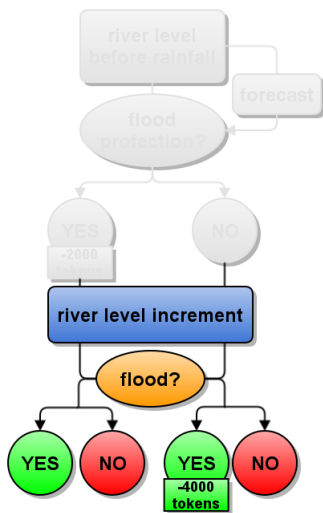 river level
before rainfall
forecast
flood
protection?
YES
NO
-2000
tokens
river level increment
flood?
YES
NO
YES
NO
-4000
tokens